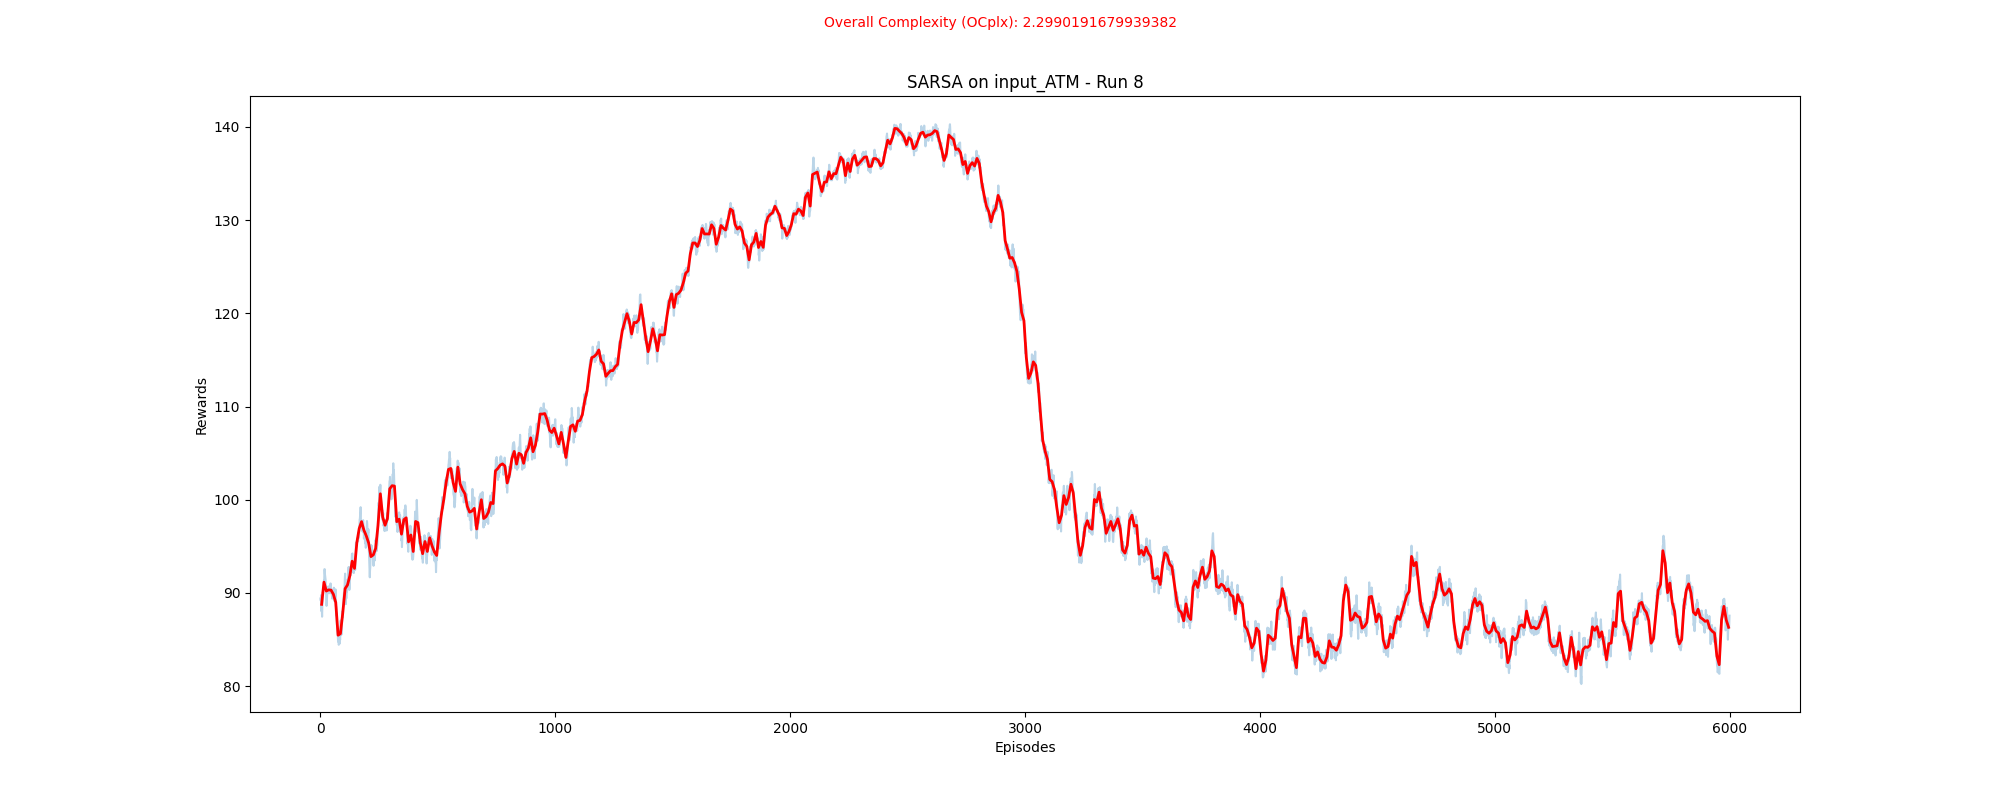 Overall Complexity (OCplx): 2.2990191679939382
SARSA on input_ATM - Run 8
140
130
120
110
100
90
80
Rewards
0 1000 2000 3000 4000 5000 6000
Episodes